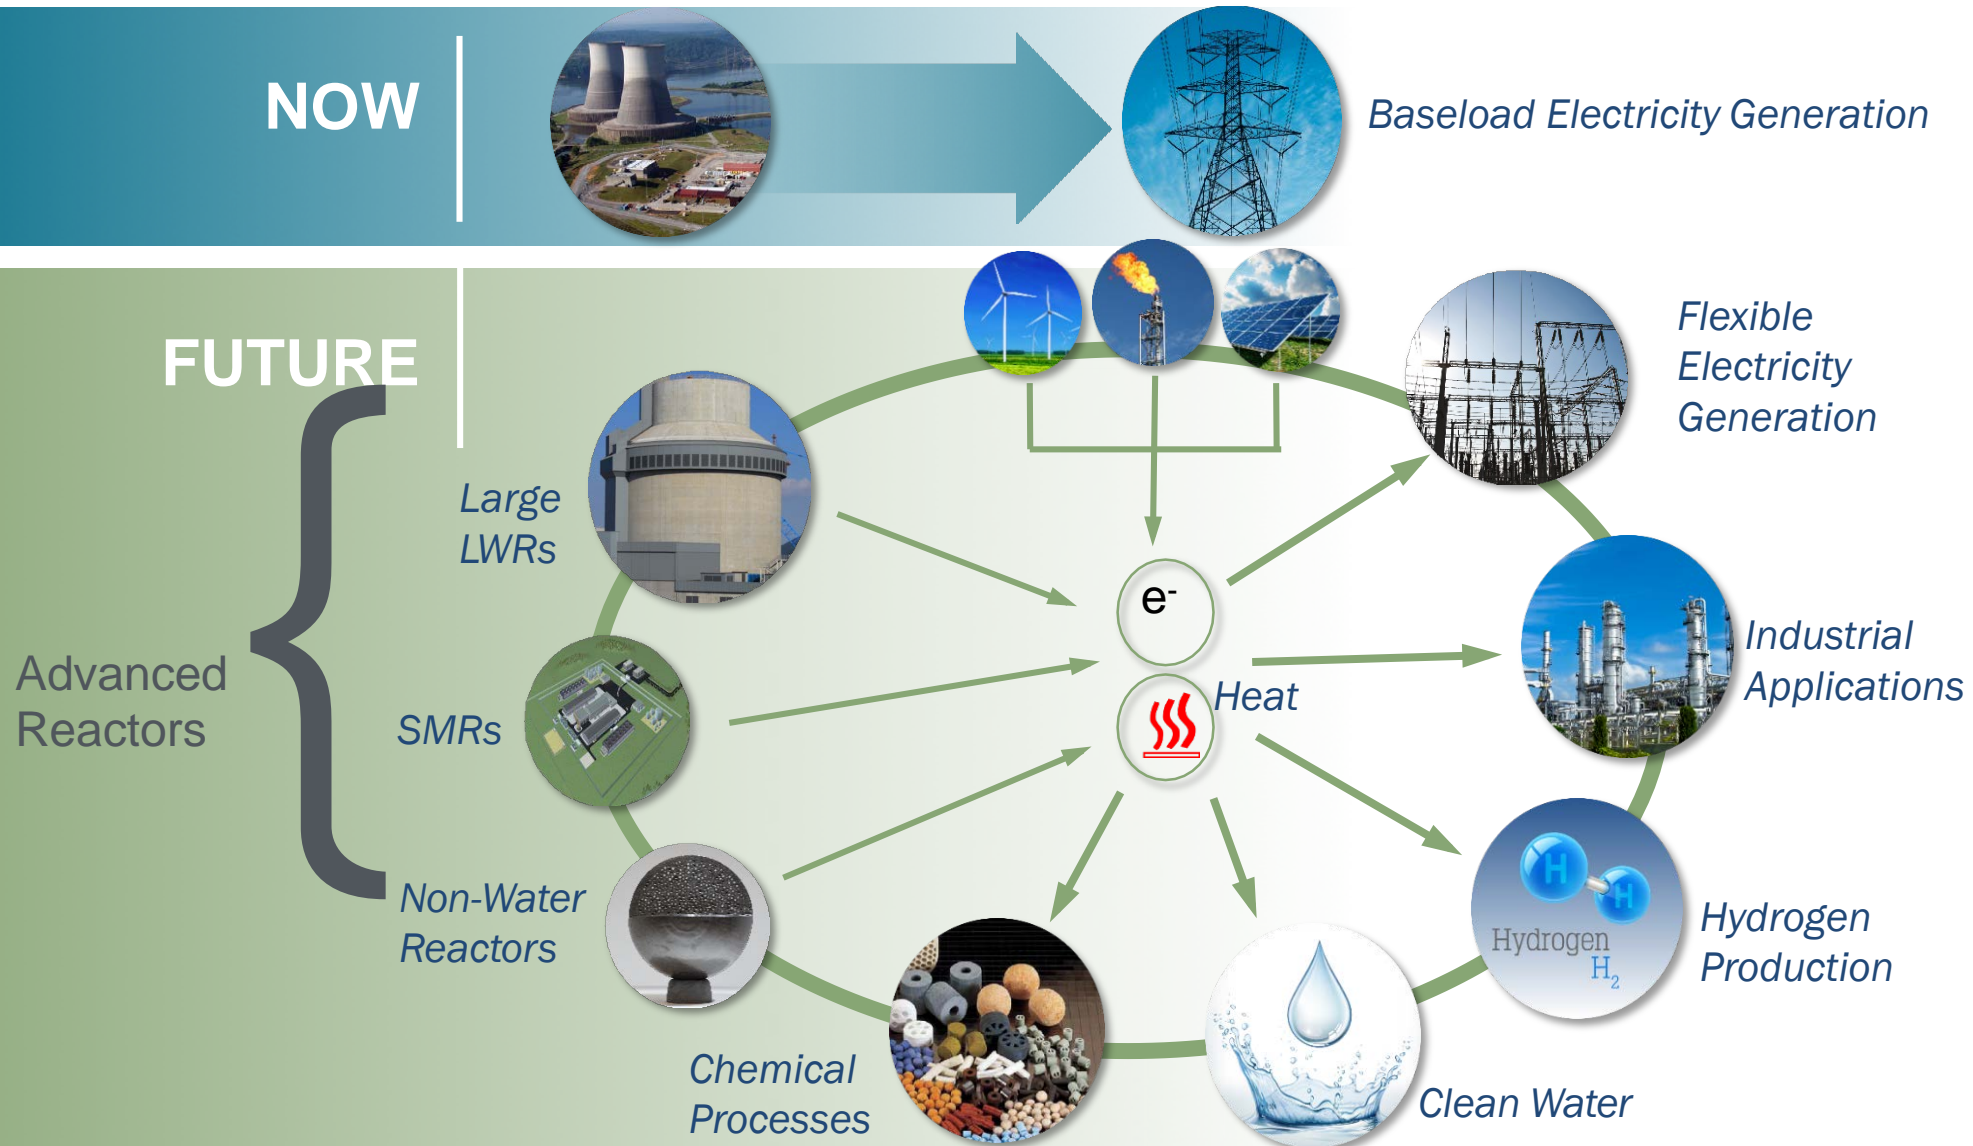 NOW
Baseload Electricity Generation
FUTURE
Flexible
Electricity
Generation
Large
LWRs
e-
Industrial
Applications
Advanced
Reactors
SMRs
Heat
Non-Water
Reactors
H
H
Hydrogen
H2
Hydrogen
Production
Chemical
Processes
Clean Water